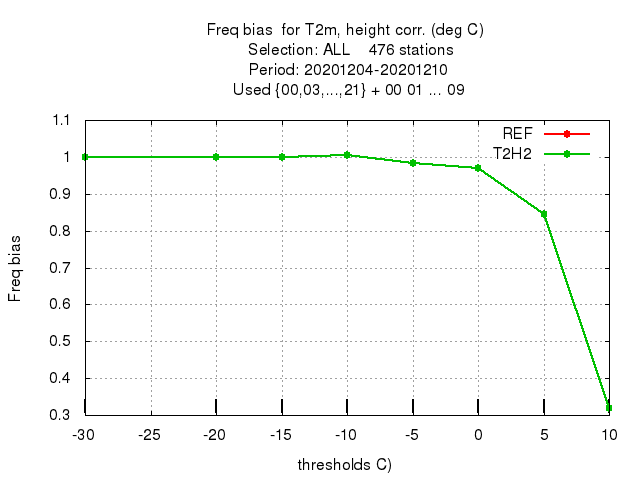 Freq bias  for T2m, height corr. (deg C)
Selection: ALL    476 stations
Period: 20201204-20201210
Used {00,03,...,21} + 00 01 ... 09
1.1
1
0.9
0.8
0.7
0.6
0.5
0.4
0.3
Freq bias
REF
T2H2
-30 -25 -20 -15 -10 -5 0 5 10
thresholds C)